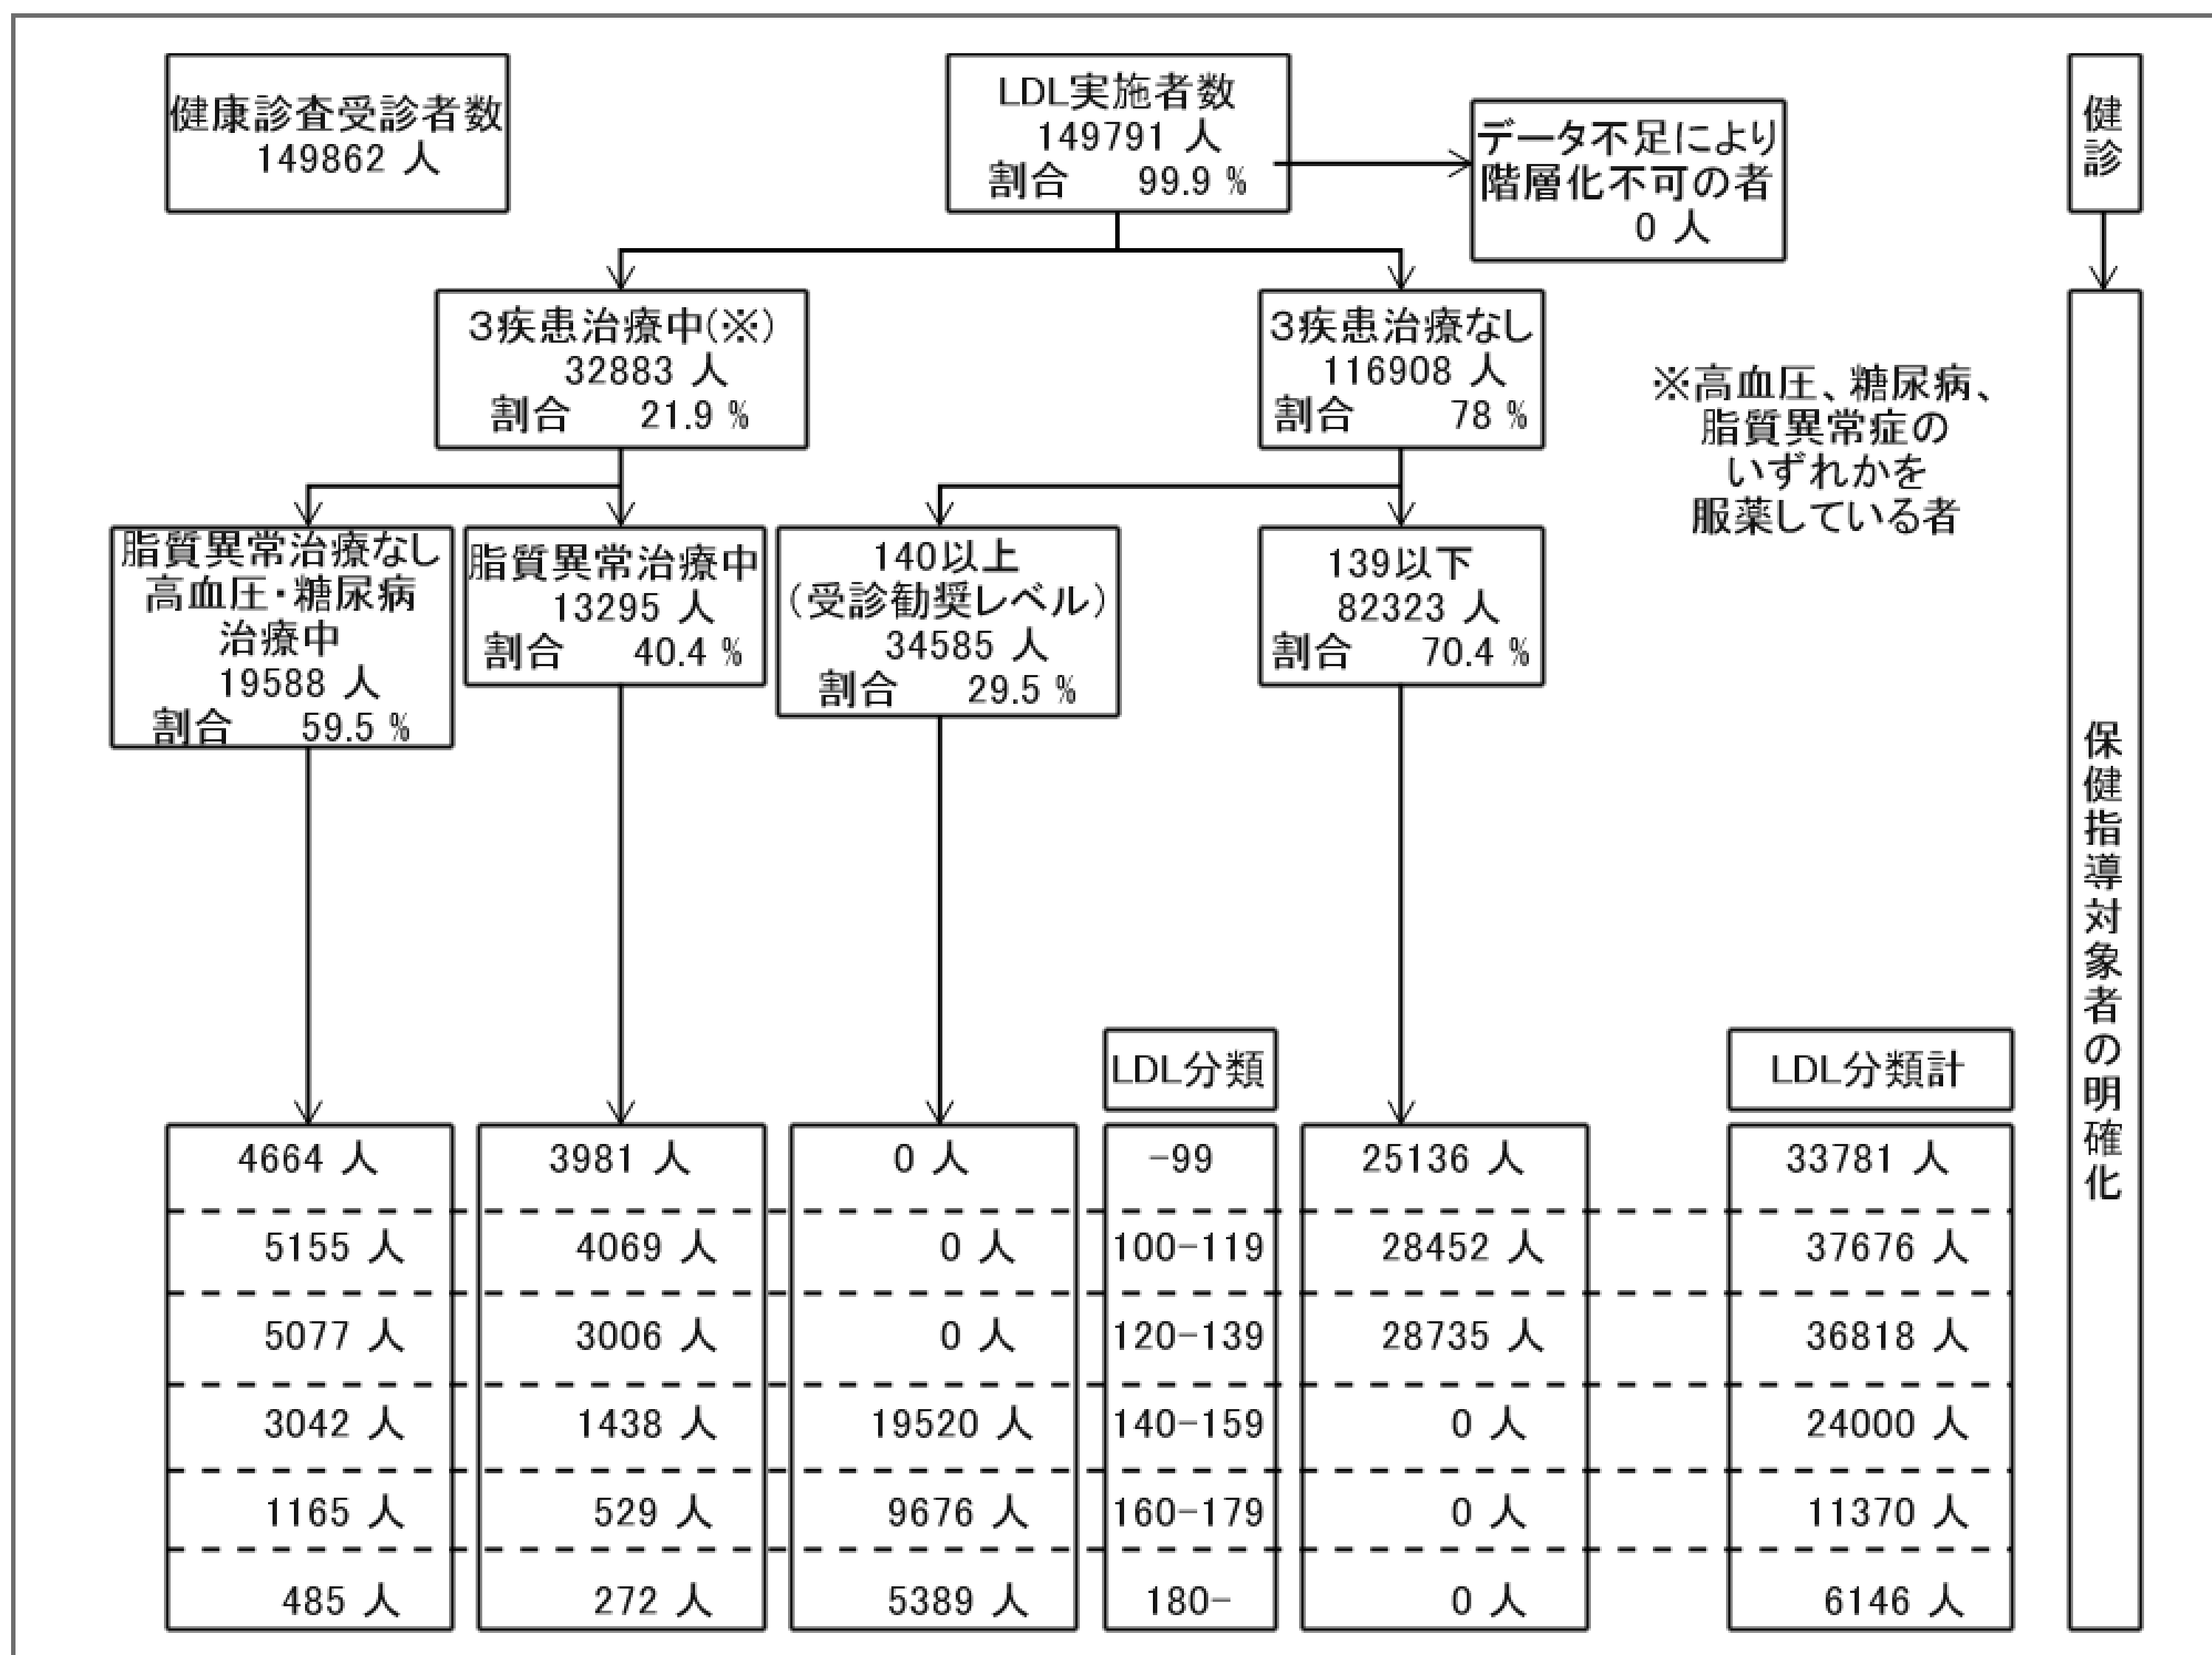 健康診査受診者数
149862 人
LDL実施者数
149791 人
割合 99.9 %
データ不足により
階層化不可の者
0 人
健診
3疾患治療中(※)
32883 人
割合 21.9 %
3疾患治療なし
116908 人
割合 78 %
※高血圧、糖尿病、
脂質異常症の
いずれかを
服薬している者
脂質異常治療なし
高血圧・糖尿病
治療中
19588 人
割合 59.5 %
脂質異常治療中
13295 人
割合 40.4 %
140以上
(受診勧奨レベル)
34585 人
割合 29.5 %
139以下
82323 人
割合 70.4 %
保健指導対象者の明確化
LDL分類
LDL分類計
4664 人 3981 人 0 人 -99 25136 人 33781 人
5155 人 4069 人 0 人 100-119 28452 人 37676 人
5077 人 3006 人 0 人 120-139 28735 人 36818 人
3042 人 1438 人 19520 人 140-159 0 人 24000 人
1165 人 529 人 9676 人 160-179 0 人 11370 人
485 人 272 人 5389 人 180- 0 人 6146 人